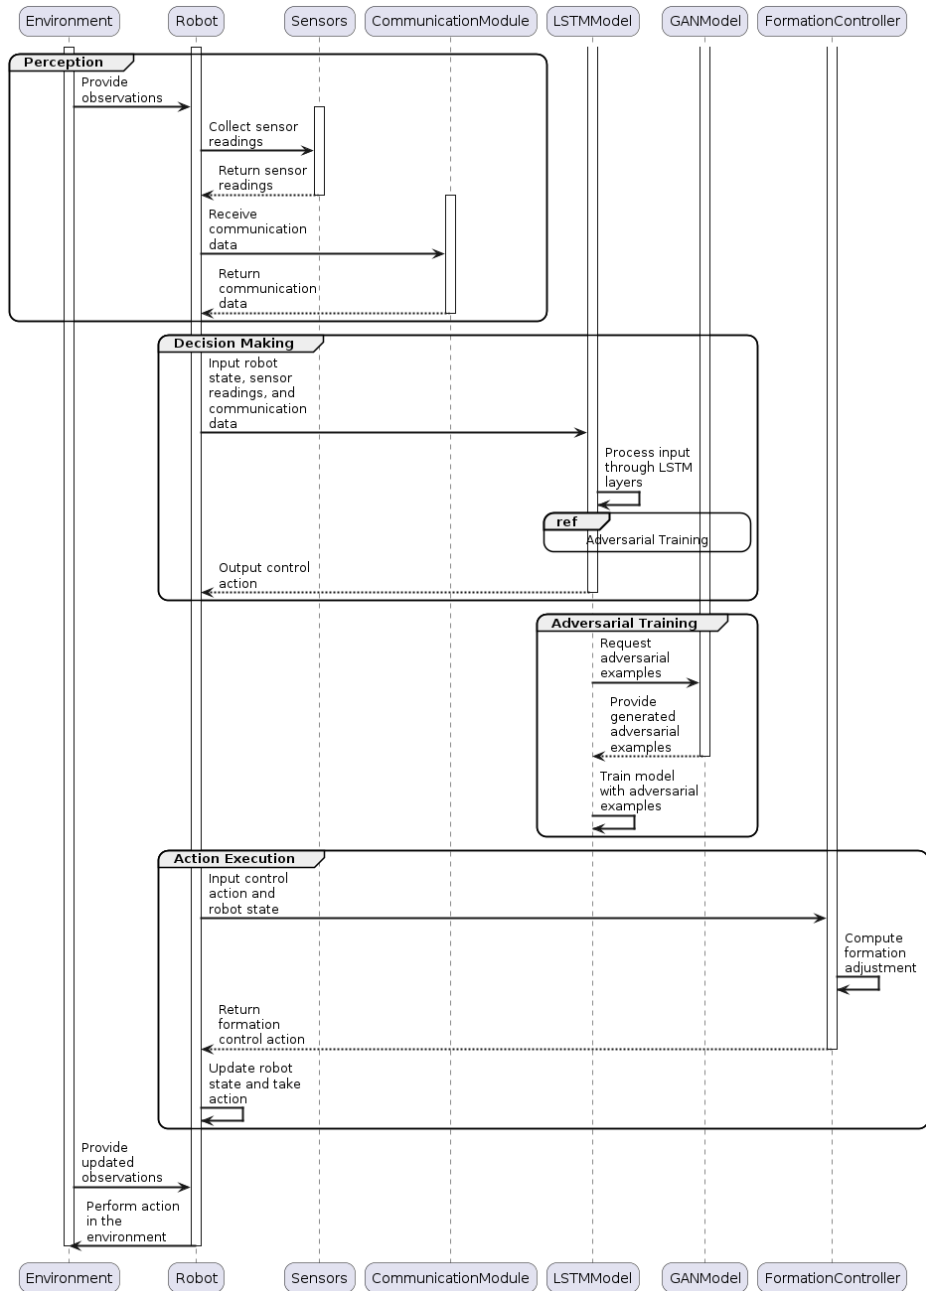 Environment Robot Sensors CommunicationModule LSTMModel GANModel FormationController
Perception
Provide
observations
Collect sensor
readings
Return sensor
readings
Receive
communication
data
Return
communication
data
Decision Making
Input robot
state, sensor
readings, and
communication
data
Process input
through LSTM
layers
ref
Adversarial Training
Output control
action
Adversarial Training
Request
adversarial
examples
Provide
generated
adversarial
examples
Train model
with adversarial
examples
Action Execution
Input control
action and
robot state
Compute
formation
adjustment
Return
formation
control action
Update robot
state and take
action
Provide
updated
observations
Perform action
in the
environment
Environment Robot Sensors CommunicationModule LSTMModel GANModel FormationController